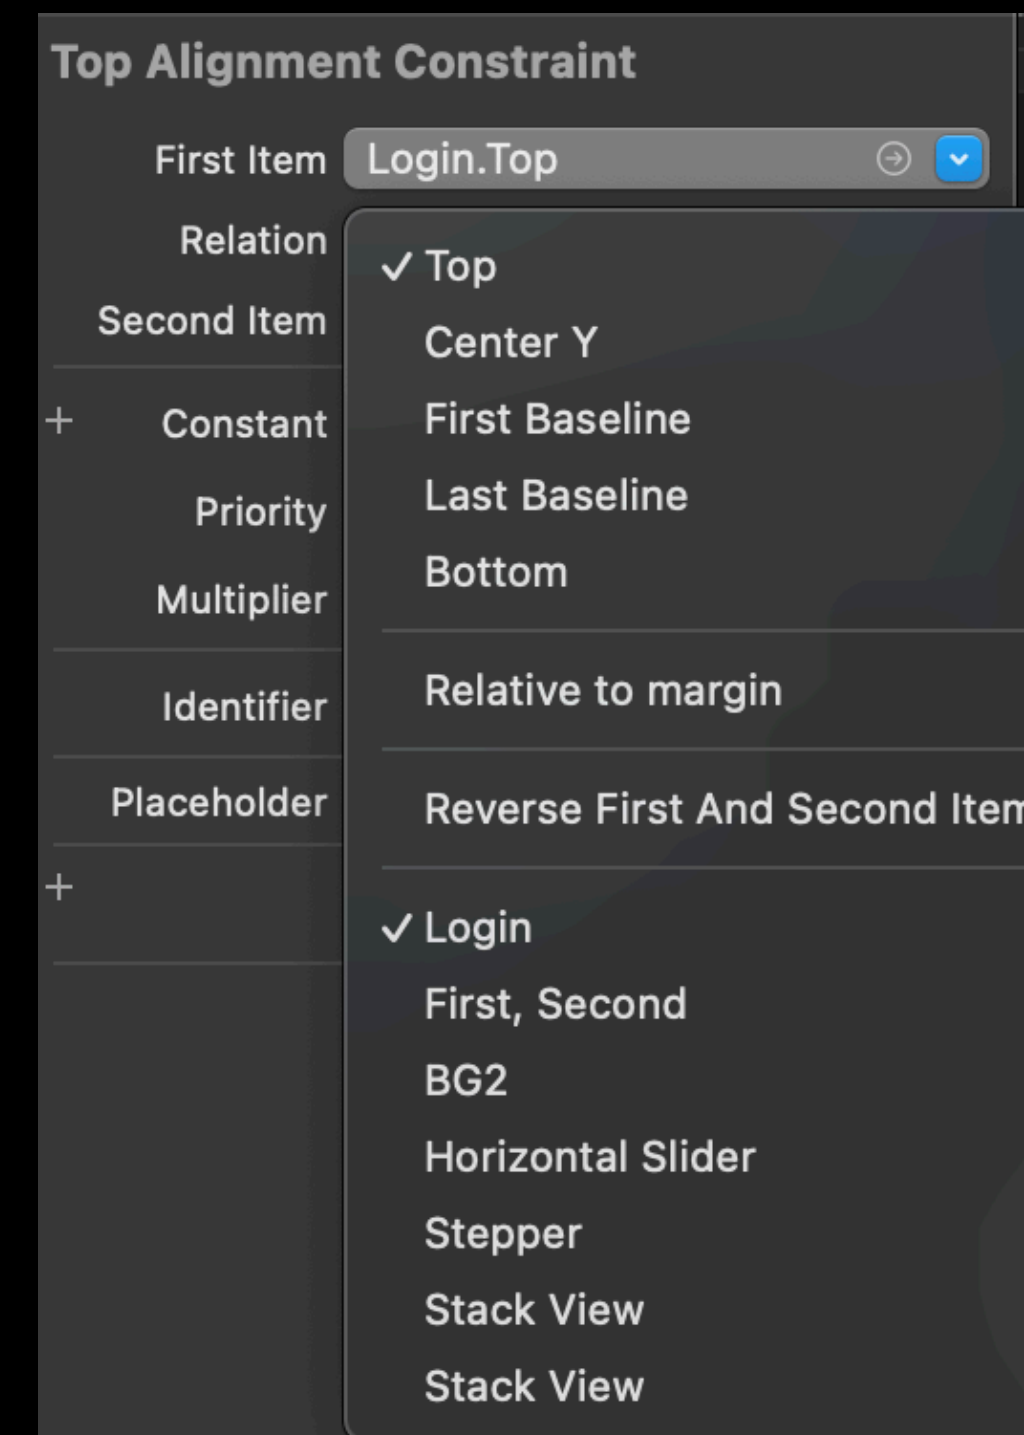 Top Alignment Constraint
First Item Login.Top
Relation
Second Item
Constant
Priority
Multiplier
Identifier
Placeholder
Top
Center Y
First Baseline
Last Baseline
Bottom
Relative to margin
Reverse First And Second Item
Login
First, Second
BG2
Horizontal Slider
Stepper
Stack View
Stack View